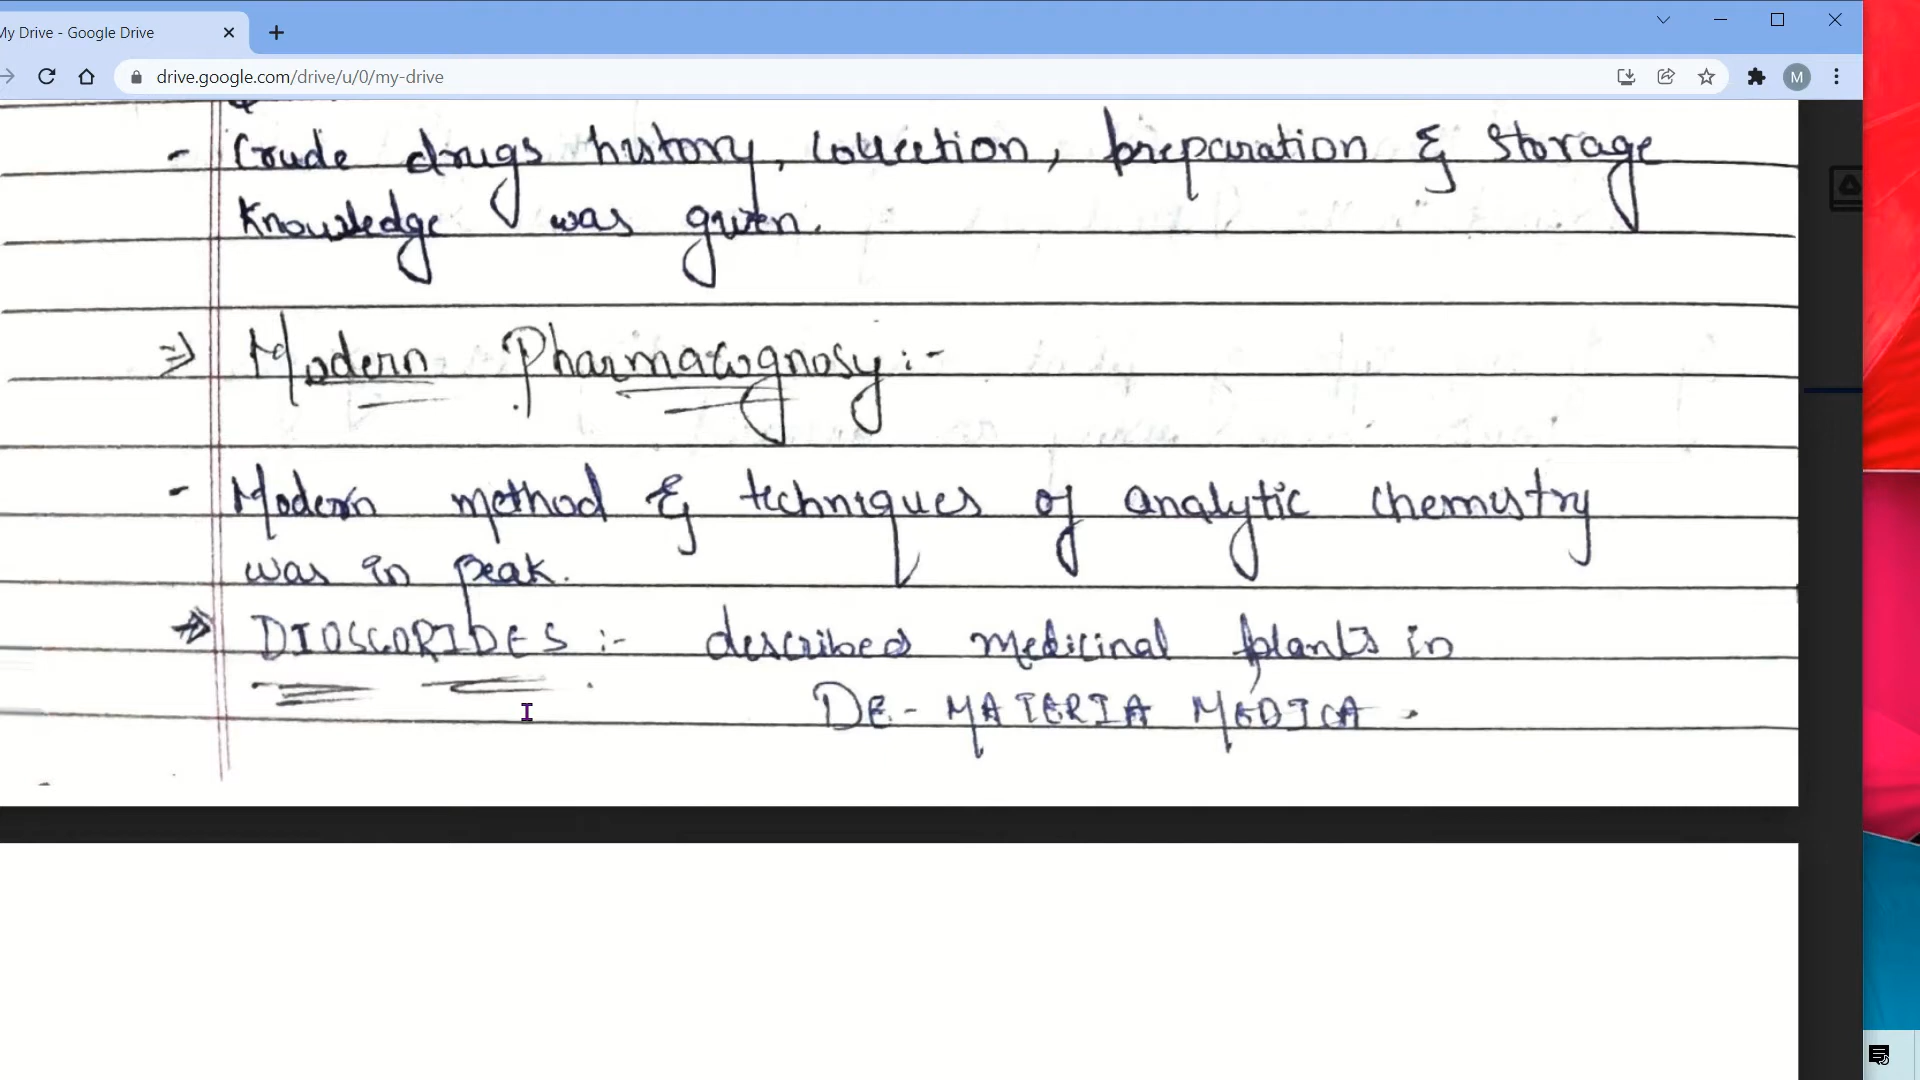 My Drive - Google Drive
drive.google.com/drive/u/0/my-drive
M
- Crude drugs history, collection, preparation & Storage
Knowledge was given.
⇒ Modern Pharmacognosy :-
- Modern method & techniques of analytic chemistry
was in peak.
⇒ DIOSCORIDES :- described medicinal plants in
DE - MATERIA MEDICA .